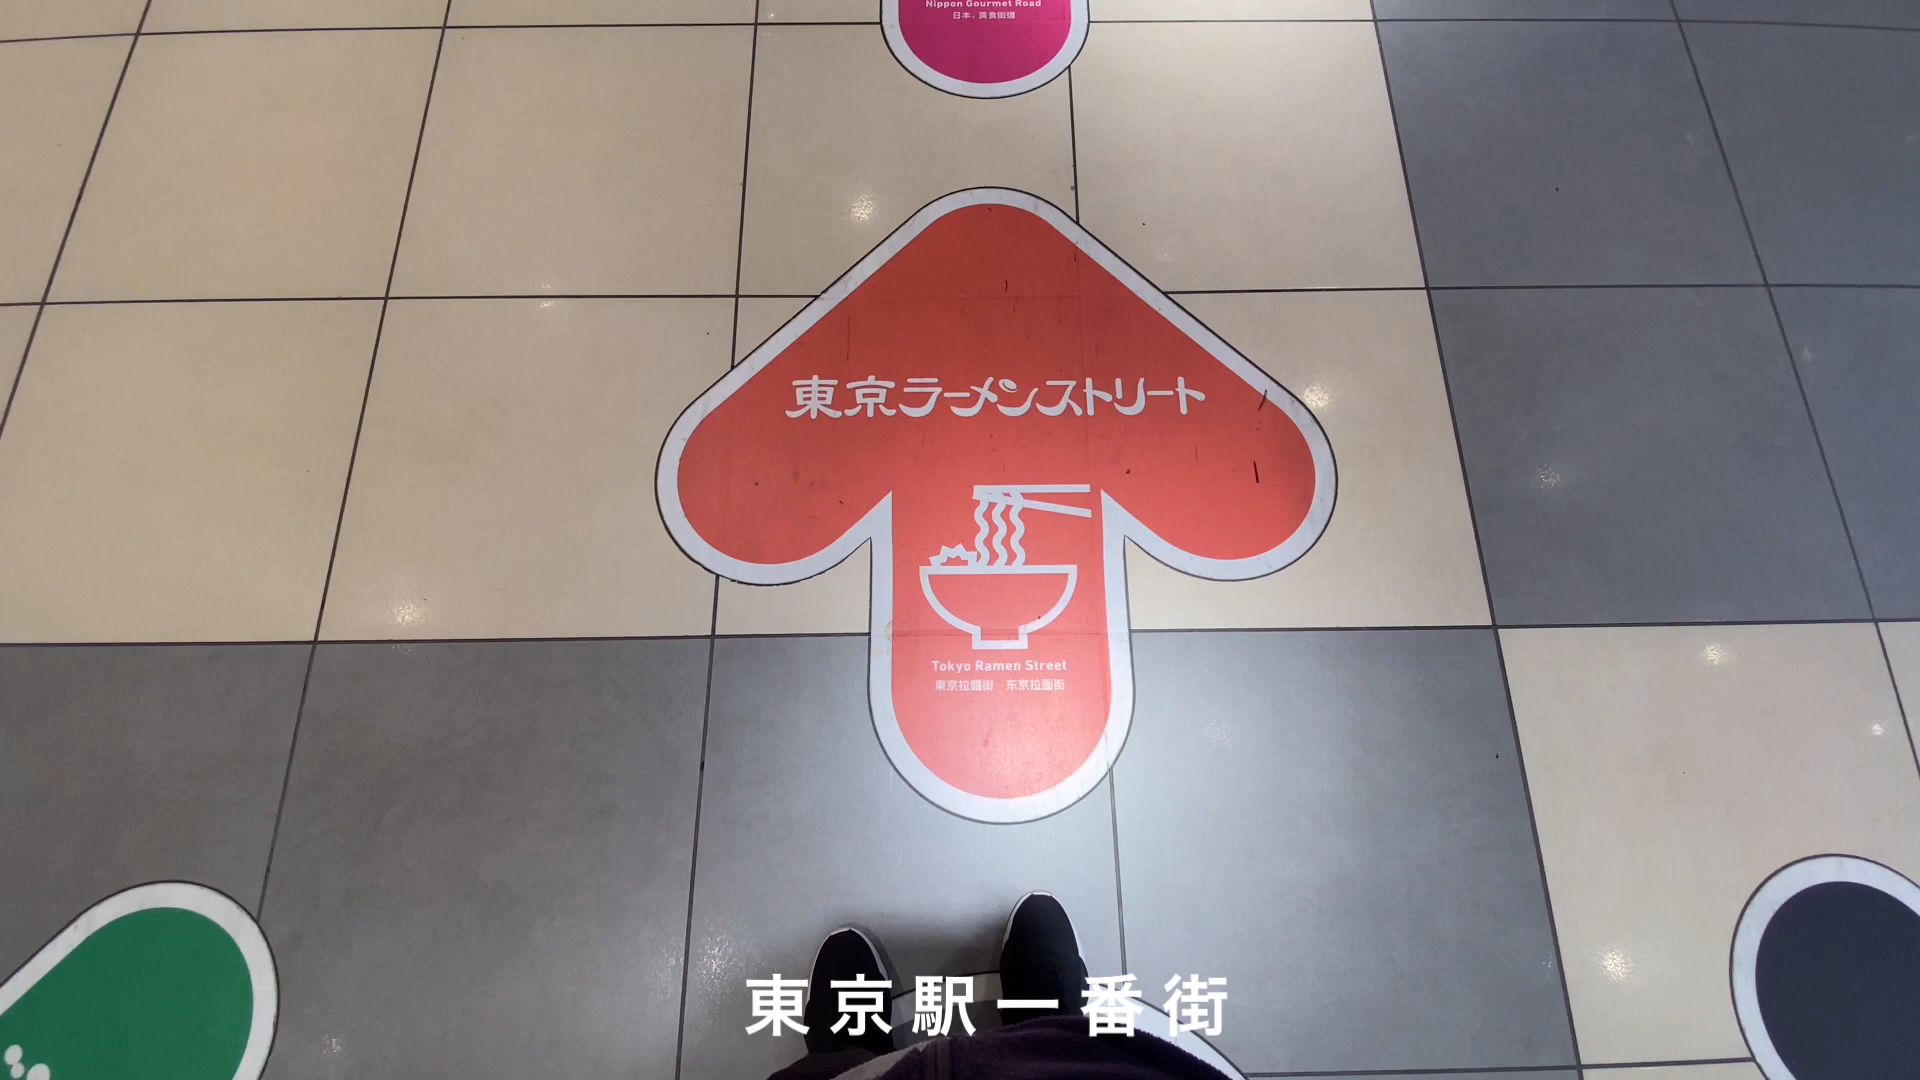 Nippon Gourmet Road
日本．美食街道
東京ラーメンストリート
Tokyo Ramen Street
東京拉麵街　东京拉面街
東京駅一番街